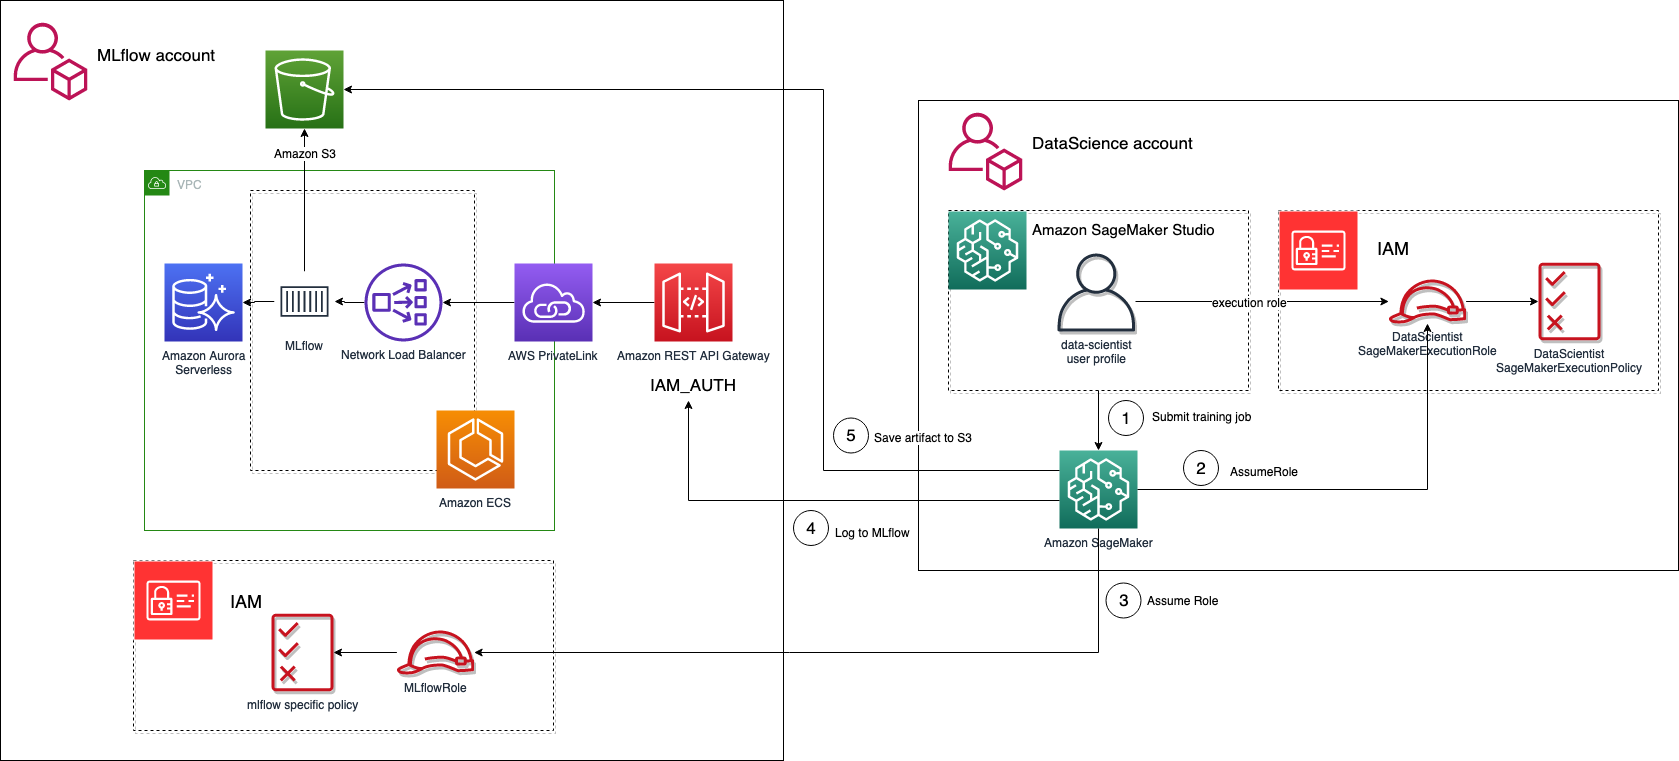 MLflow account
Amazon S3
VPC
Amazon Aurora
Serverless
MLflow
Network Load Balancer
AWS PrivateLink
Amazon REST API Gateway
IAM_AUTH
Amazon ECS
IAM
mlflow specific policy
MLflowRole
DataScience account
Amazon SageMaker Studio
data-scientist
user profile
execution role
IAM
DataScientist
SageMakerExecutionRole
DataScientist
SageMakerExecutionPolicy
1
Submit training job
2
AssumeRole
5
Save artifact to S3
4
Log to MLflow
Amazon SageMaker
3
Assume Role